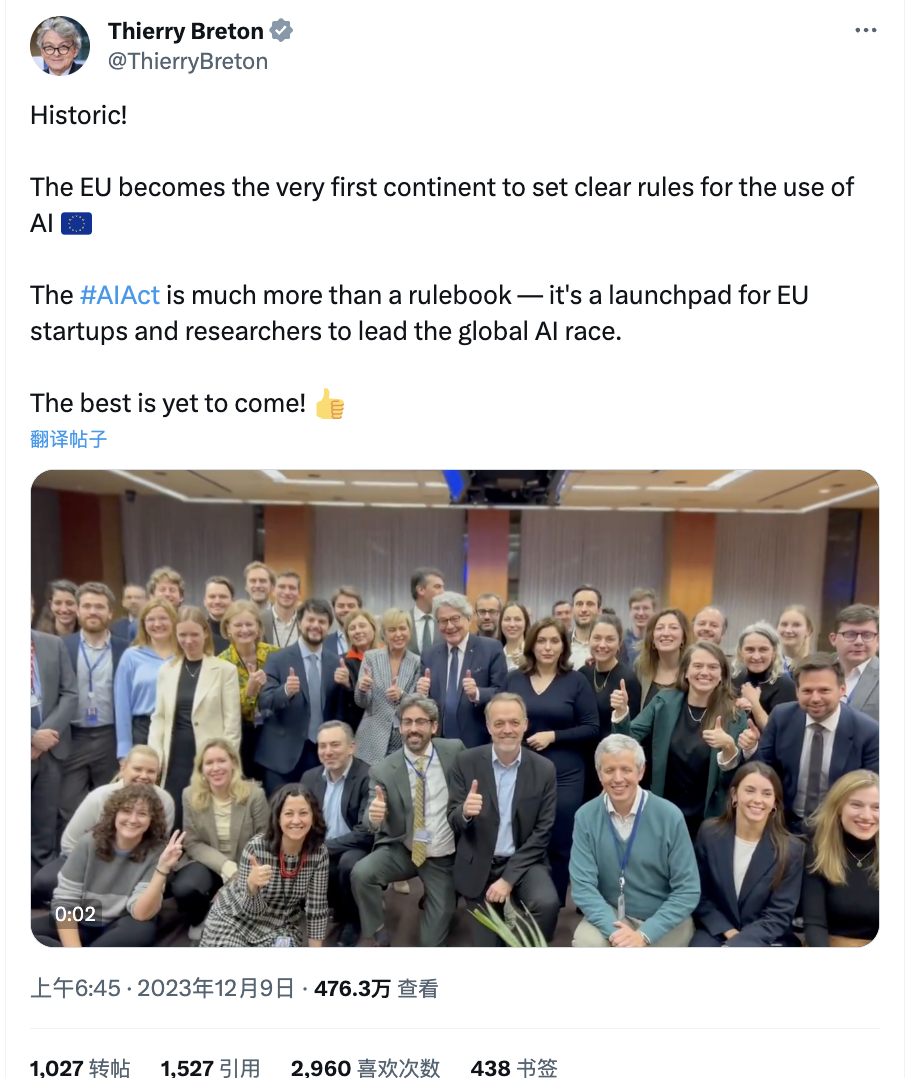 Thierry Breton
@ThierryBreton
Historic!
The EU becomes the very first continent to set clear rules for the use of
AI 🇪🇺
The #AIAct is much more than a rulebook — it's a launchpad for EU
startups and researchers to lead the global AI race.
The best is yet to come! 👍
翻译帖子
0:02
上午6:45 · 2023年12月9日 · 476.3万 查看
1,027 转帖 1,527 引用 2,960 喜欢次数 438 书签